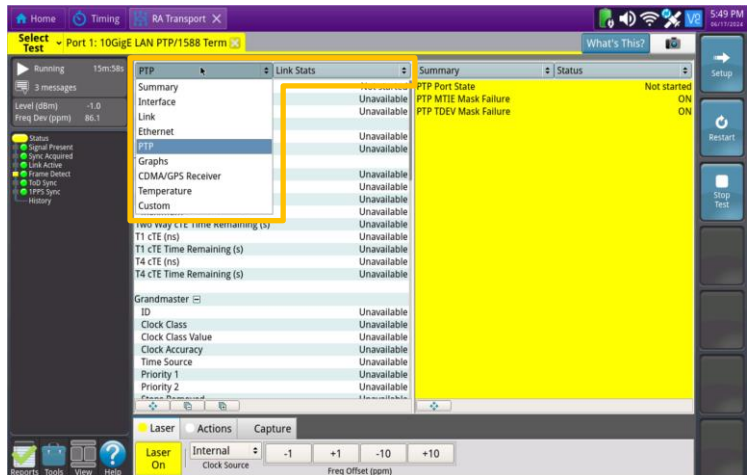 Home
Timing
RA Transport
V2
5:49 PM
06/17/2024
Select Test
Port 1: 10GigE LAN PTP/1588 Term
What's This?
Running 15m:58s
3 messages
Level (dBm) -1.0
Freq Dev (ppm) 86.1
Status
Signal Present
Sync Acquired
Link Active
Frame Detect
ToD Sync
1PPS Sync
History
PTP
Link Stats
Summary
Interface
Link
Ethernet
PTP
Graphs
CDMA/GPS Receiver
Temperature
Custom
Unavailable
Unavailable
Unavailable
Unavailable
Unavailable
Unavailable
Unavailable
Unavailable
Two Way cTE Time Remaining (s) Unavailable
T1 cTE (ns) Unavailable
T1 cTE Time Remaining (s) Unavailable
T4 cTE (ns) Unavailable
T4 cTE Time Remaining (s) Unavailable
Grandmaster
ID Unavailable
Clock Class Unavailable
Clock Class Value Unavailable
Clock Accuracy Unavailable
Time Source Unavailable
Priority 1 Unavailable
Priority 2 Unavailable
Summary
Status
PTP Port State Not started
PTP MTIE Mask Failure ON
PTP TDEV Mask Failure ON
Laser
Actions
Capture
Laser On
Internal
Clock Source
-1
+1
-10
+10
Freq Offset (ppm)
Setup
Restart
Stop Test
Reports
Tools
View
Help